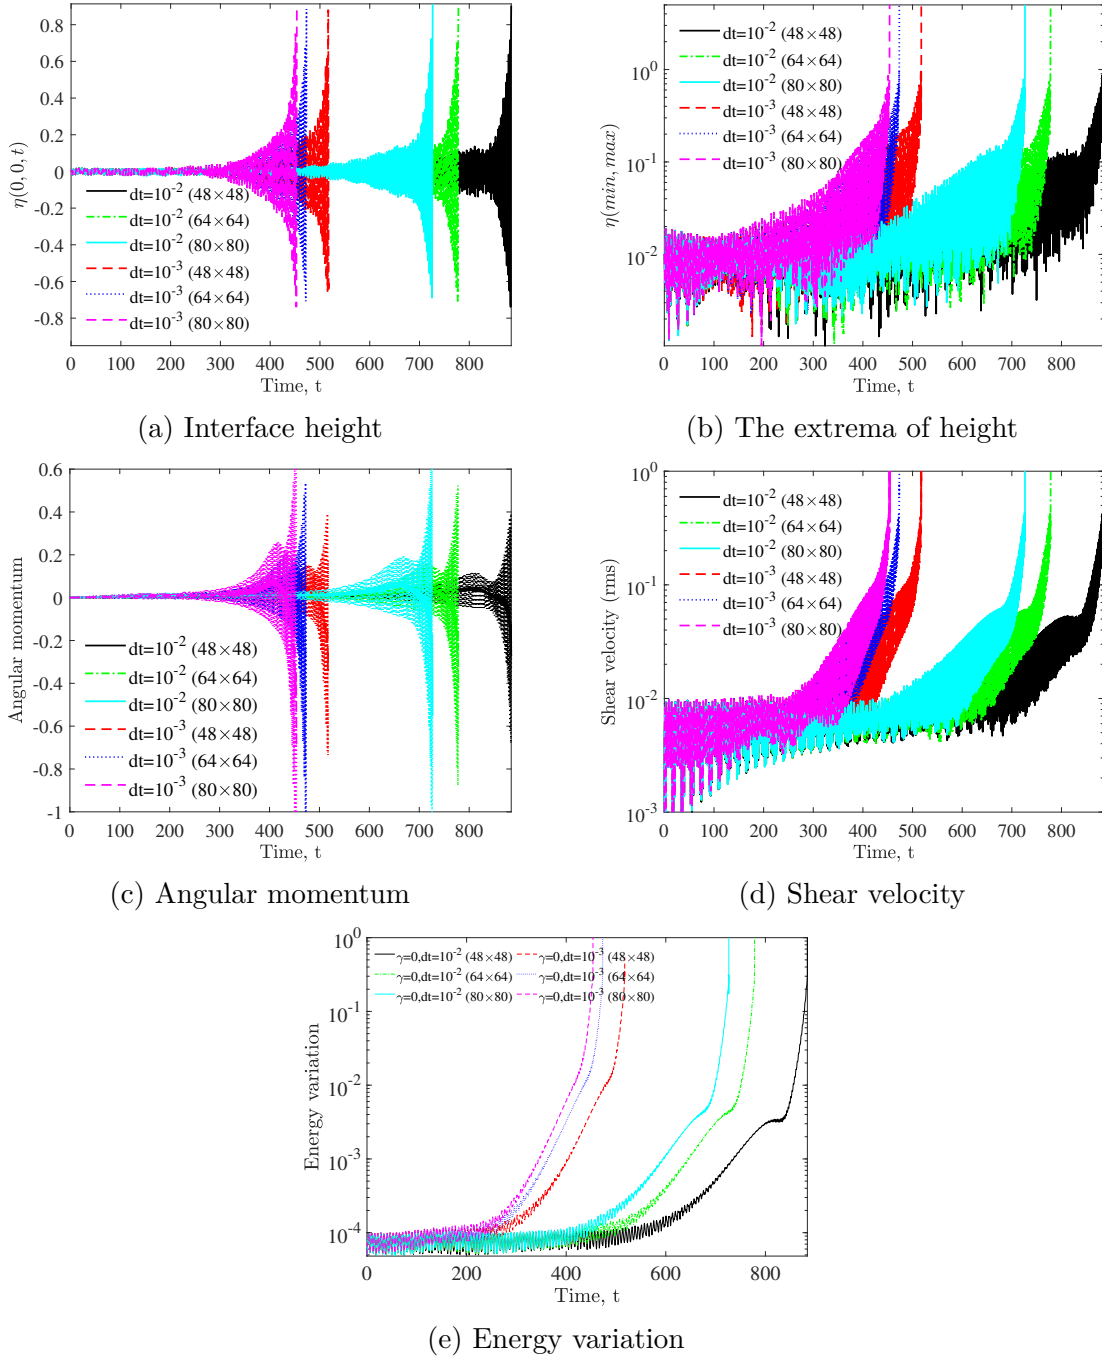 0.8
0.6
0.4
0.2
0
-0.2
-0.4
-0.6
-0.8
η(0, 0, t)
dt=10-2 (48×48)
dt=10-2 (64×64)
dt=10-2 (80×80)
dt=10-3 (48×48)
dt=10-3 (64×64)
dt=10-3 (80×80)
0 100 200 300 400 500 600 700 800
Time, t
(a) Interface height
100
10-1
10-2
η(min, max)
dt=10-2 (48×48)
dt=10-2 (64×64)
dt=10-2 (80×80)
dt=10-3 (48×48)
dt=10-3 (64×64)
dt=10-3 (80×80)
0 100 200 300 400 500 600 700 800
Time, t
(b) The extrema of height
0.6
0.4
0.2
0
-0.2
-0.4
-0.6
-0.8
-1
Angular momentum
dt=10-2 (48×48)
dt=10-2 (64×64)
dt=10-2 (80×80)
dt=10-3 (48×48)
dt=10-3 (64×64)
dt=10-3 (80×80)
0 100 200 300 400 500 600 700 800
Time, t
(c) Angular momentum
100
10-1
10-2
10-3
Shear velocity (rms)
dt=10-2 (48×48)
dt=10-2 (64×64)
dt=10-2 (80×80)
dt=10-3 (48×48)
dt=10-3 (64×64)
dt=10-3 (80×80)
0 100 200 300 400 500 600 700 800
Time, t
(d) Shear velocity
100
10-1
10-2
10-3
10-4
Energy variation
γ=0,dt=10-2 (48×48) γ=0,dt=10-3 (48×48)
γ=0,dt=10-2 (64×64) γ=0,dt=10-3 (64×64)
γ=0,dt=10-2 (80×80) γ=0,dt=10-3 (80×80)
0 200 400 600 800
Time, t
(e) Energy variation